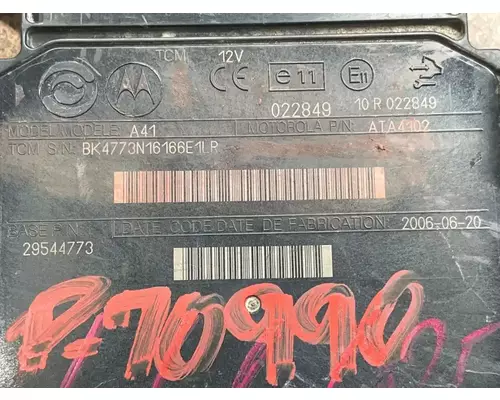 TCM 12V
CE e11 E11
022849 10 R 022849
MODEL/MODELE: A41 MOTOROLA P/N: ATA4102
TCM S/N: BK4773N16166E1LR
BASE P/N: DATE CODE/DATE DE FABRICATION: 2006-06-20
29544773
P-70990